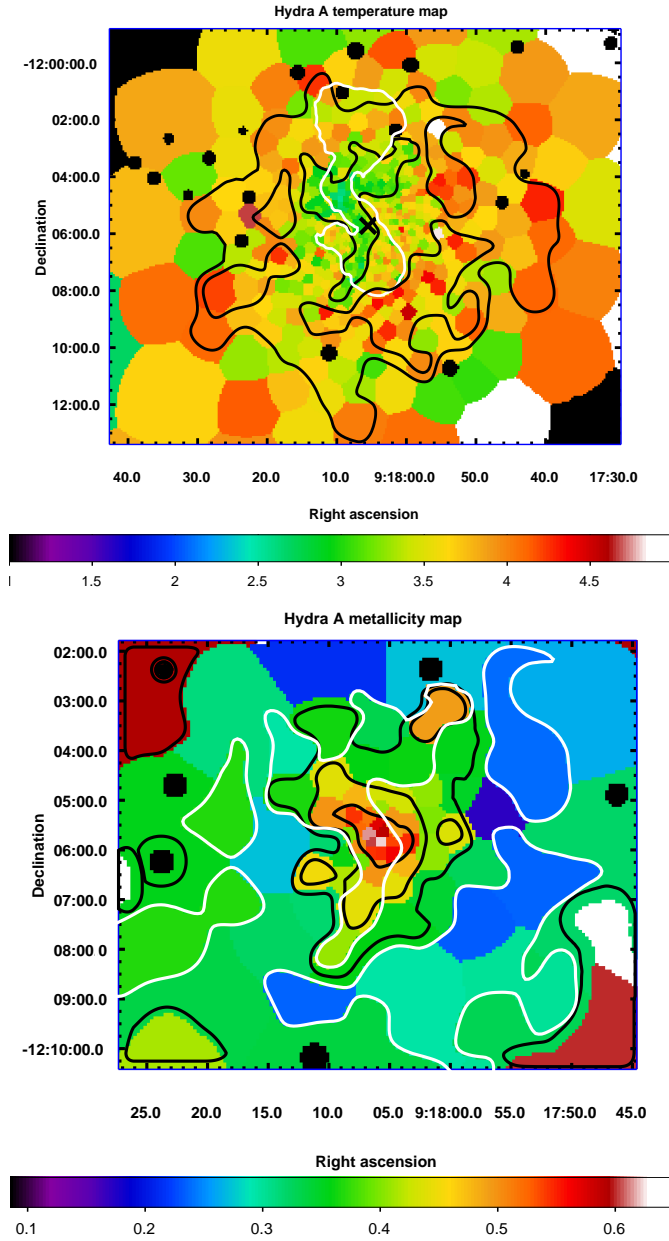 Hydra A temperature map
-12:00:00.0
02:00.0
04:00.0
06:00.0
08:00.0
10:00.0
12:00.0
Declination
40.0 30.0 20.0 10.0 9:18:00.0 50.0 40.0 17:30.0
Right ascension
1 1.5 2 2.5 3 3.5 4 4.5
Hydra A metallicity map
02:00.0
03:00.0
04:00.0
05:00.0
06:00.0
07:00.0
08:00.0
09:00.0
-12:10:00.0
Declination
25.0 20.0 15.0 10.0 05.0 9:18:00.0 55.0 17:50.0 45.0
Right ascension
0.1 0.2 0.3 0.4 0.5 0.6